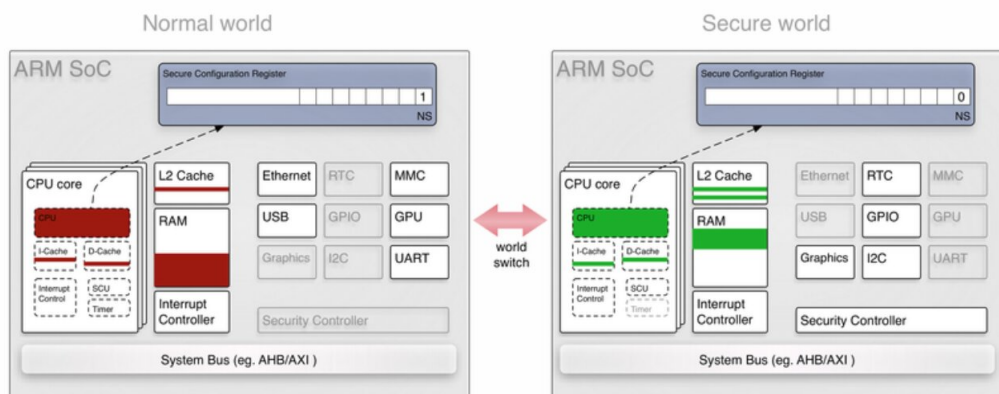 Normal world
ARM SoC
Secure Configuration Register
1
NS
CPU core
CPU
I-Cache
D-Cache
Interrupt
Control
SCU
Timer
L2 Cache
RAM
Interrupt
Controller
Ethernet
RTC
MMC
USB
GPIO
GPU
Graphics
I2C
UART
Security Controller
System Bus (eg. AHB/AXI )
world
switch
Secure world
ARM SoC
Secure Configuration Register
0
NS
CPU core
CPU
I-Cache
D-Cache
Interrupt
Control
SCU
Timer
L2 Cache
RAM
Interrupt
Controller
Ethernet
RTC
MMC
USB
GPIO
GPU
Graphics
I2C
UART
Security Controller
System Bus (eg. AHB/AXI )